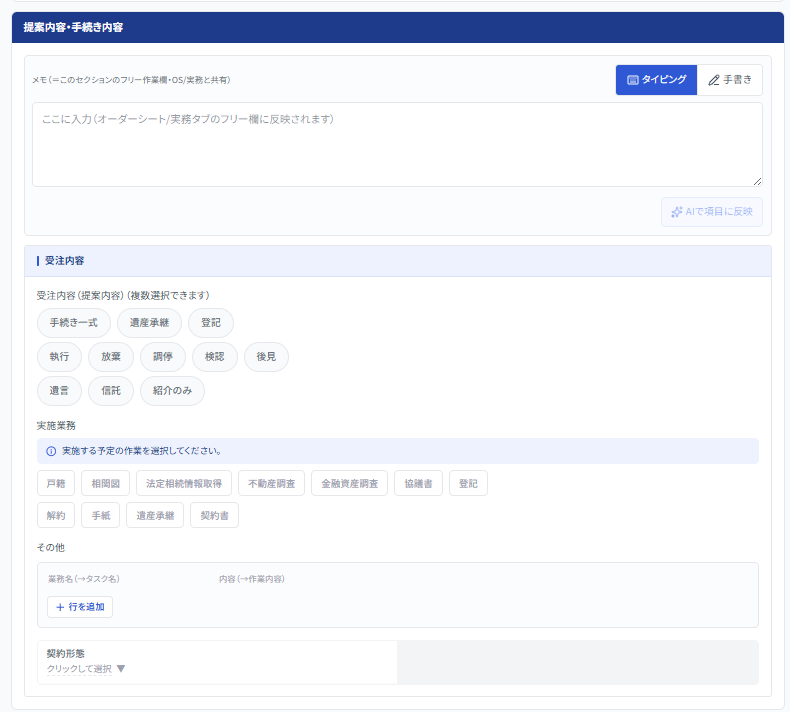 提案内容・手続き内容
メモ（＝このセクションのフリー作業欄・OS/実務と共有）
タイピング 手書き
ここに入力（オーダーシート/実務タブのフリー欄に反映されます）
AIで項目に反映
受注内容
受注内容（提案内容）（複数選択できます）
手続き一式 遺産承継 登記
執行 放棄 調停 検認 後見
遺言 信託 紹介のみ
実施業務
実施する予定の作業を選択してください。
戸籍 相関図 法定相続情報取得 不動産調査 金融資産調査 協議書 登記
解約 手紙 遺産承継 契約書
その他
業務名（→タスク名） 内容（→作業内容）
＋ 行を追加
契約形態
クリックして選択 ▼